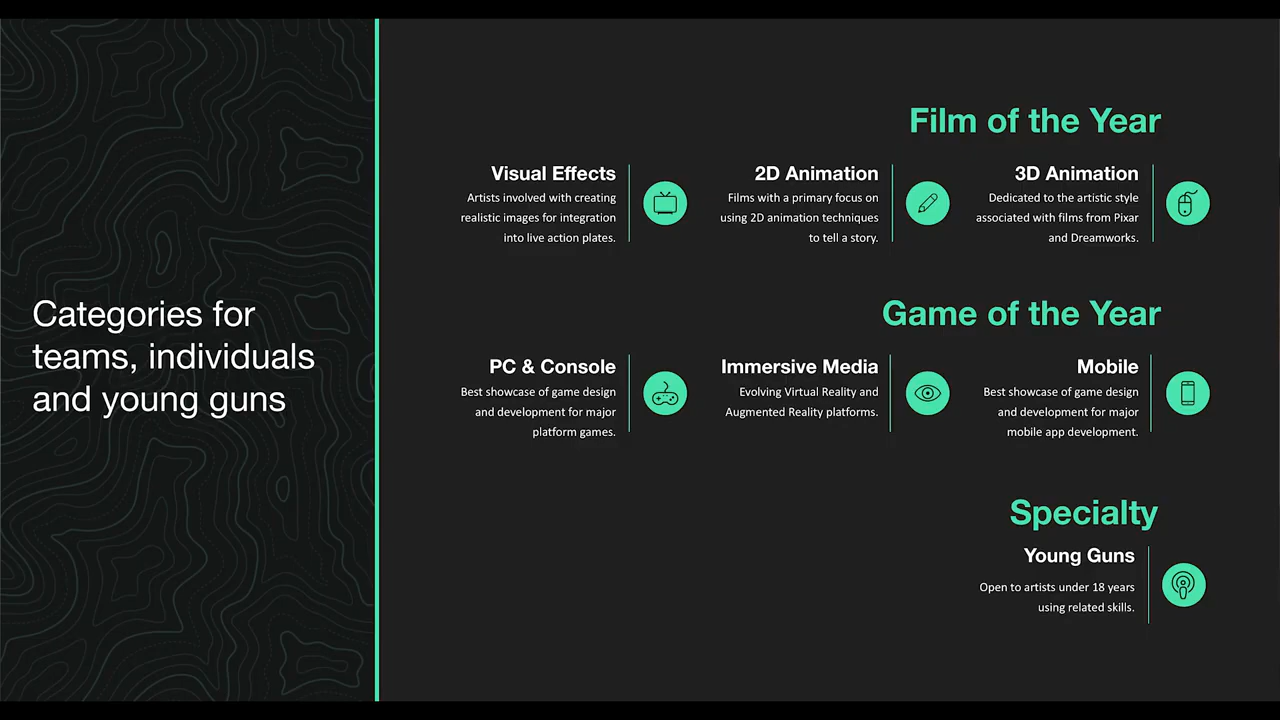 Categories for
teams, individuals
and young guns
Film of the Year
Visual Effects
Artists involved with creating
realistic images for integration
into live action plates.
2D Animation
Films with a primary focus on
using 2D animation techniques
to tell a story.
3D Animation
Dedicated to the artistic style
associated with films from Pixar
and Dreamworks.
Game of the Year
PC & Console
Best showcase of game design
and development for major
platform games.
Immersive Media
Evolving Virtual Reality and
Augmented Reality platforms.
Mobile
Best showcase of game design
and development for major
mobile app development.
Specialty
Young Guns
Open to artists under 18 years
using related skills.